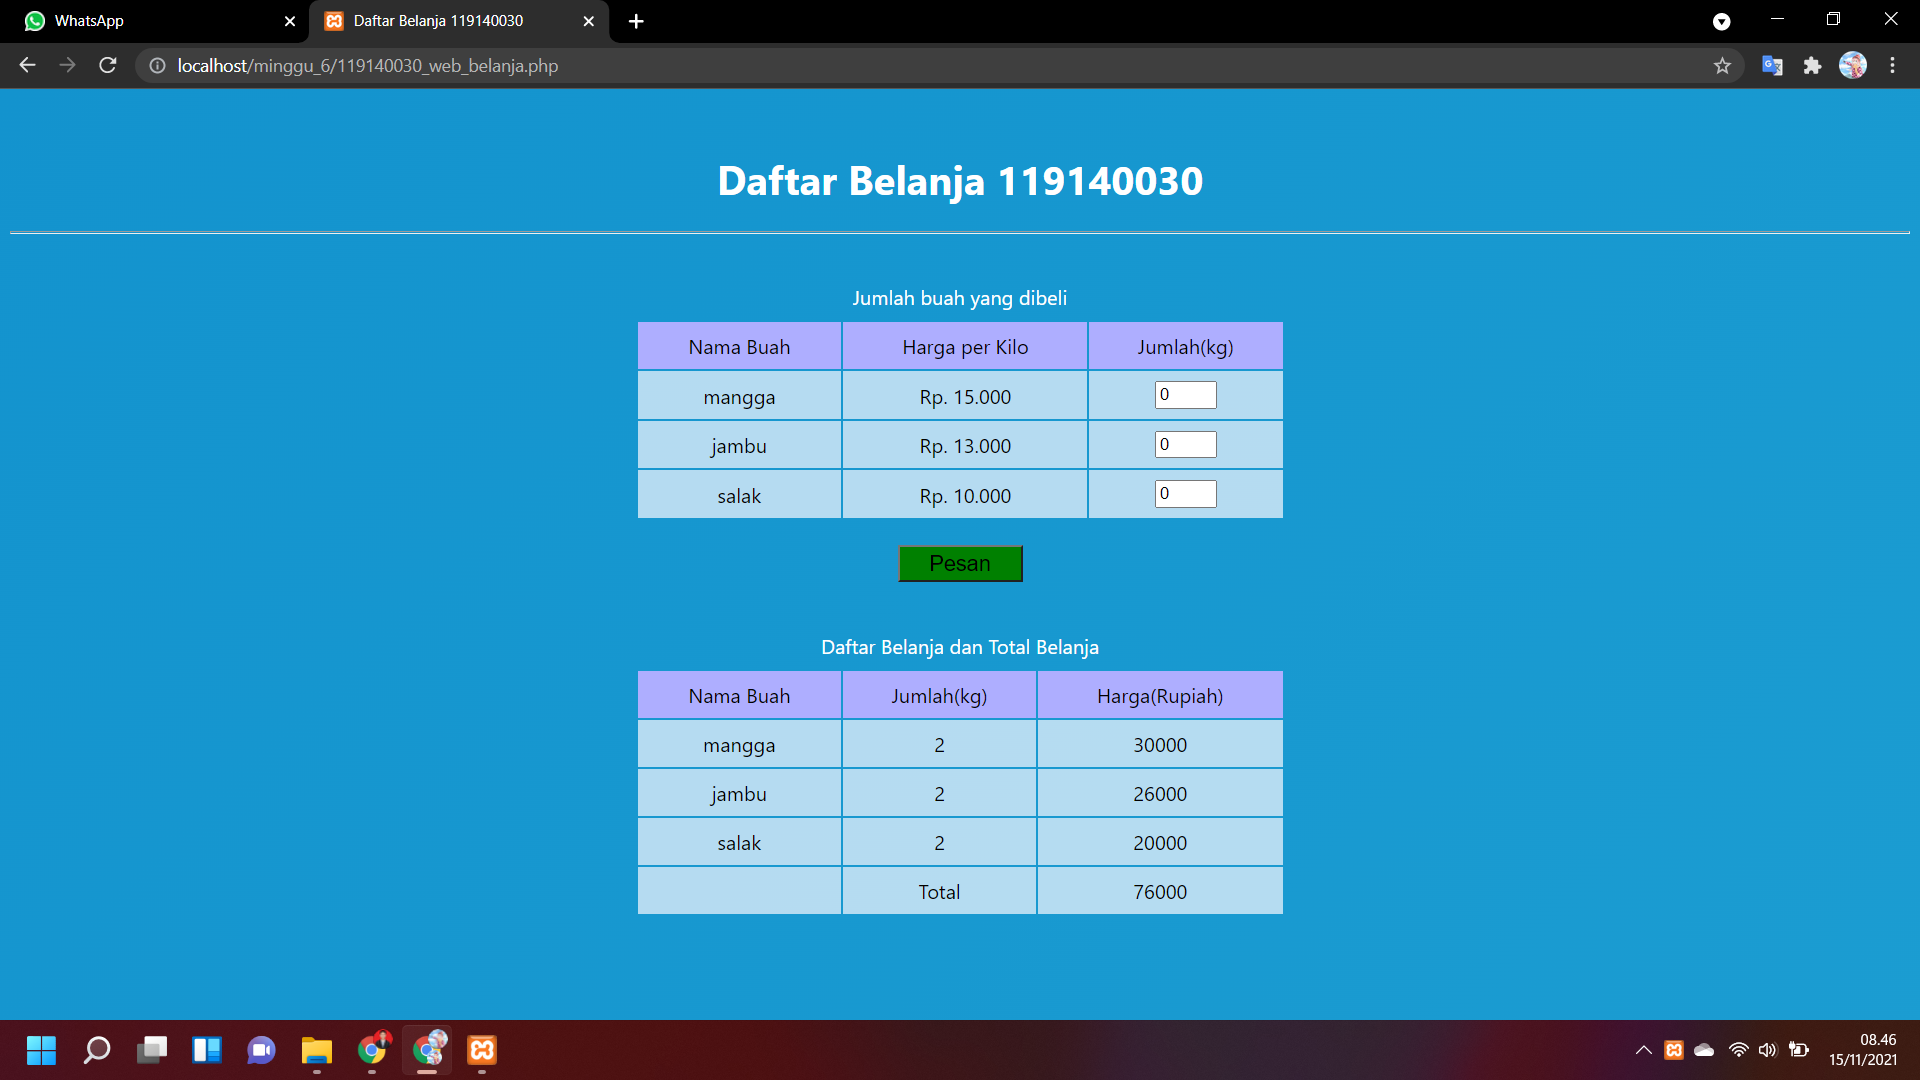 WhatsApp
Daftar Belanja 119140030
localhost/minggu_6/119140030_web_belanja.php
Daftar Belanja 119140030
Jumlah buah yang dibeli
Nama Buah Harga per Kilo Jumlah(kg)
mangga Rp. 15.000 0
jambu Rp. 13.000 0
salak Rp. 10.000 0
Pesan
Daftar Belanja dan Total Belanja
Nama Buah Jumlah(kg) Harga(Rupiah)
mangga 2 30000
jambu 2 26000
salak 2 20000
Total 76000
08.46
15/11/2021